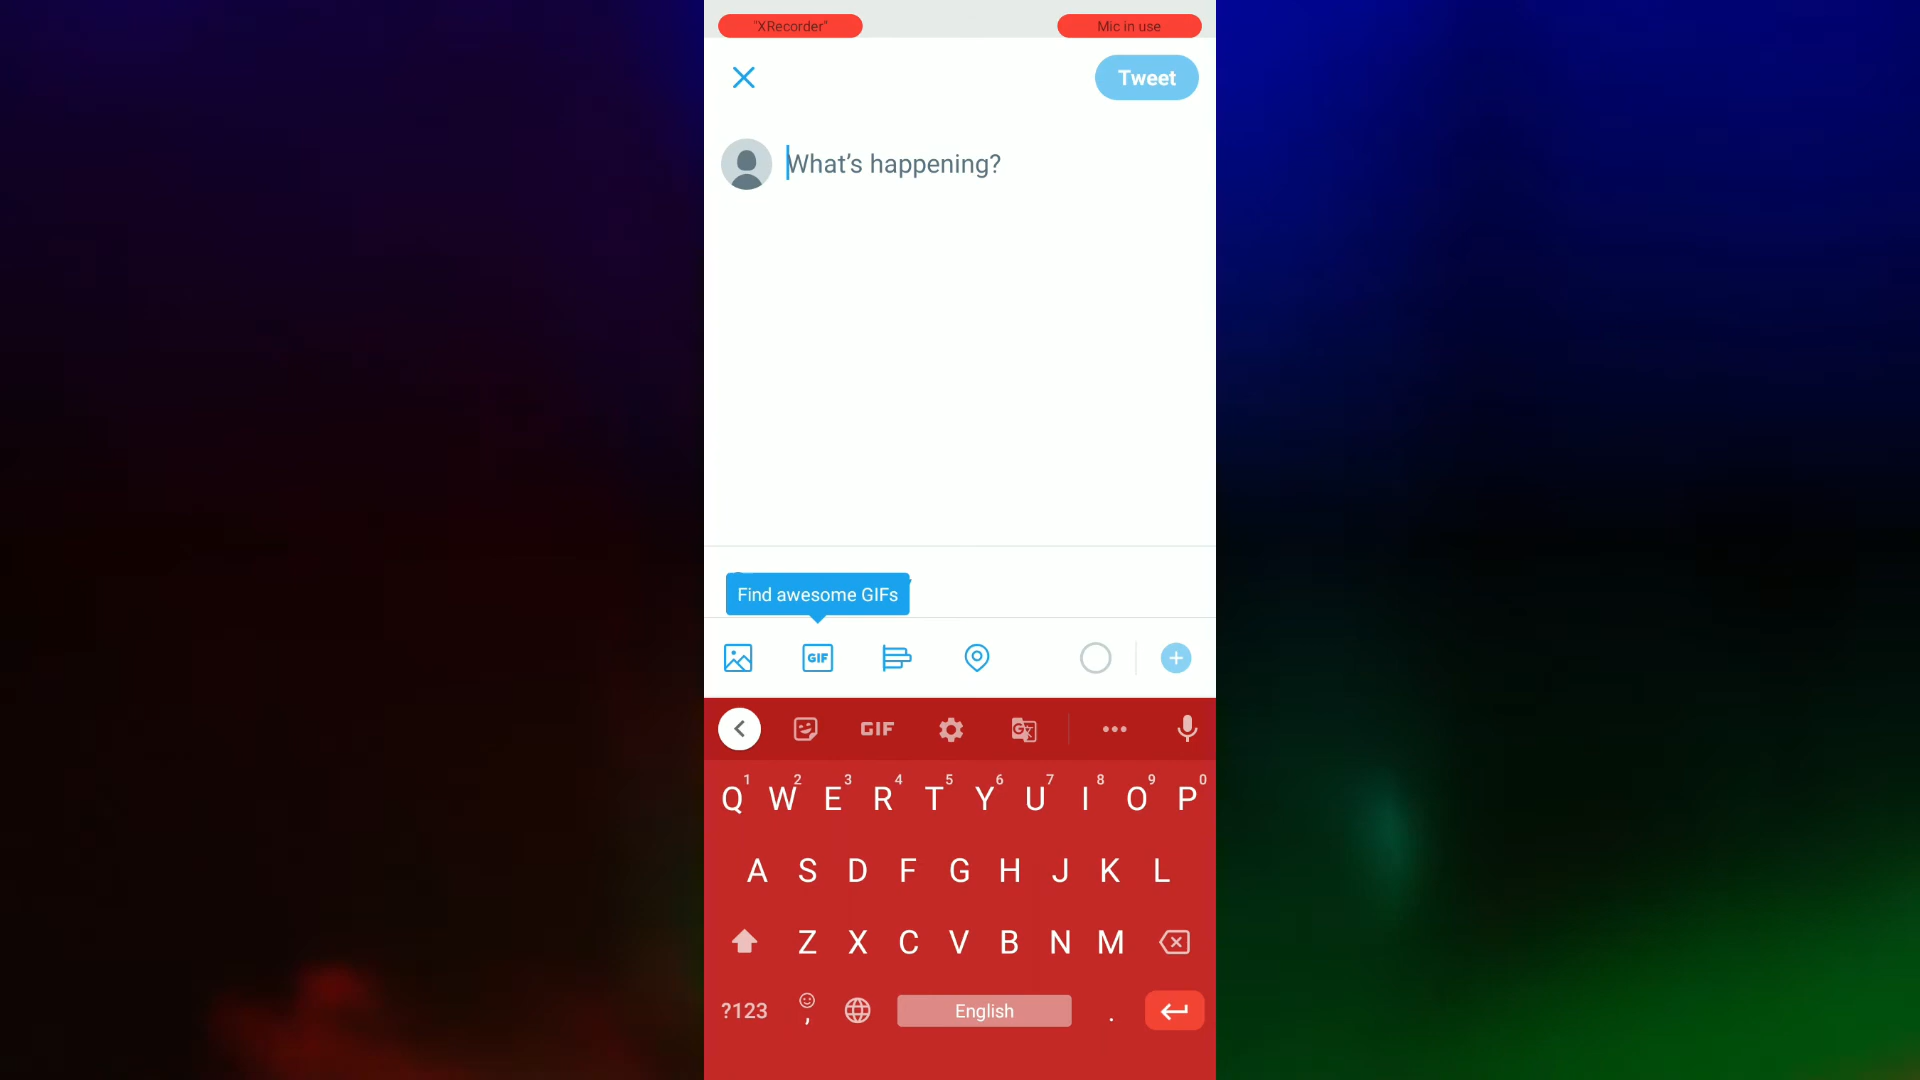 "XRecorder" Mic in use
Tweet
What's happening?
Find awesome GIFs
GIF
GIF
1 2 3 4 5 6 7 8 9 0
Q W E R T Y U I O P
A S D F G H J K L
Z X C V B N M
?123 , English .